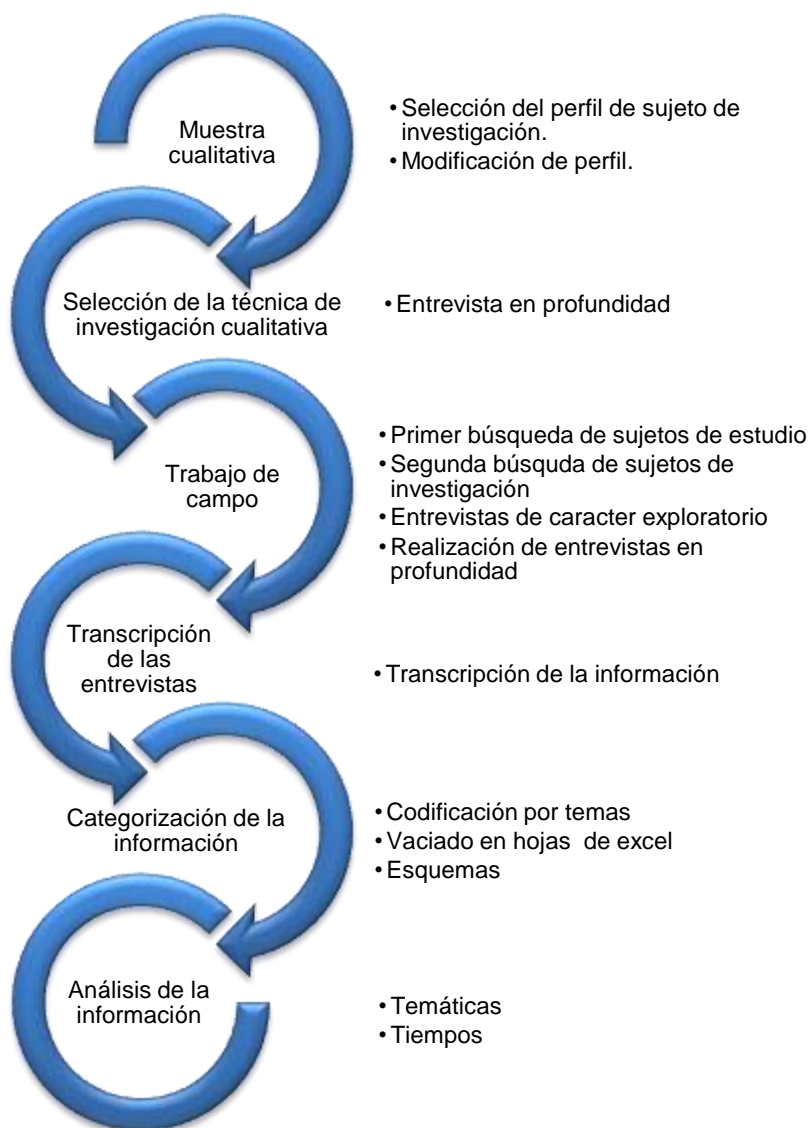 Muestra
cualitativa
• Selección del perfil de sujeto de
investigación.
• Modificación de perfil.
Selección de la técnica de
investigación cualitativa
• Entrevista en profundidad
Trabajo de
campo
• Primer búsqueda de sujetos de estudio
• Segunda búsquda de sujetos de
investigación
• Entrevistas de caracter exploratorio
• Realización de entrevistas en
profundidad
Transcripción
de las
entrevistas
• Transcripción de la información
Categorización de la
información
• Codificación por temas
• Vaciado en hojas de excel
• Esquemas
Análisis de la
información
• Temáticas
• Tiempos